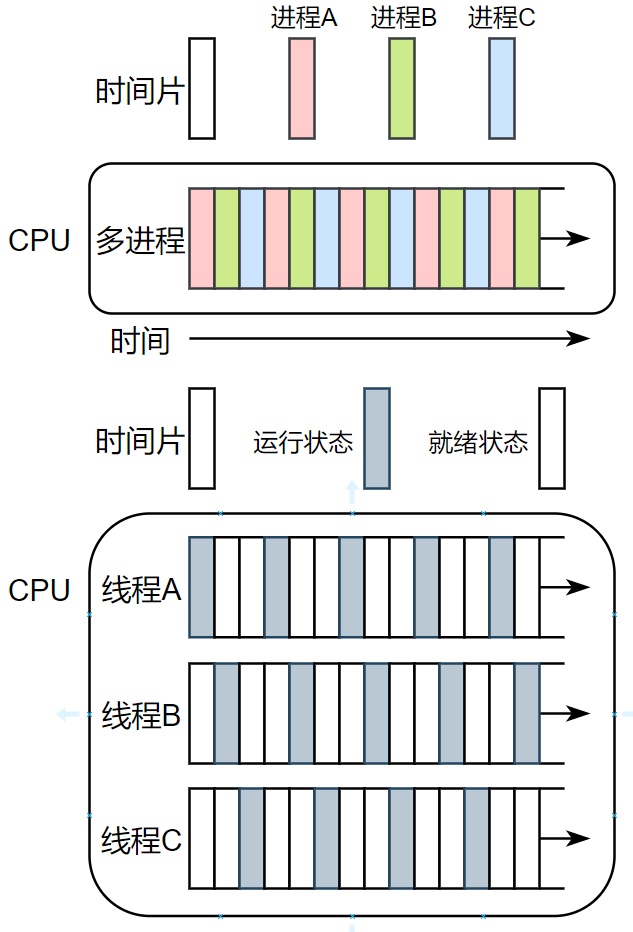 进程A 进程B 进程C
时间片
CPU 多进程
时间
时间片 运行状态 就绪状态
CPU 线程A
线程B
线程C